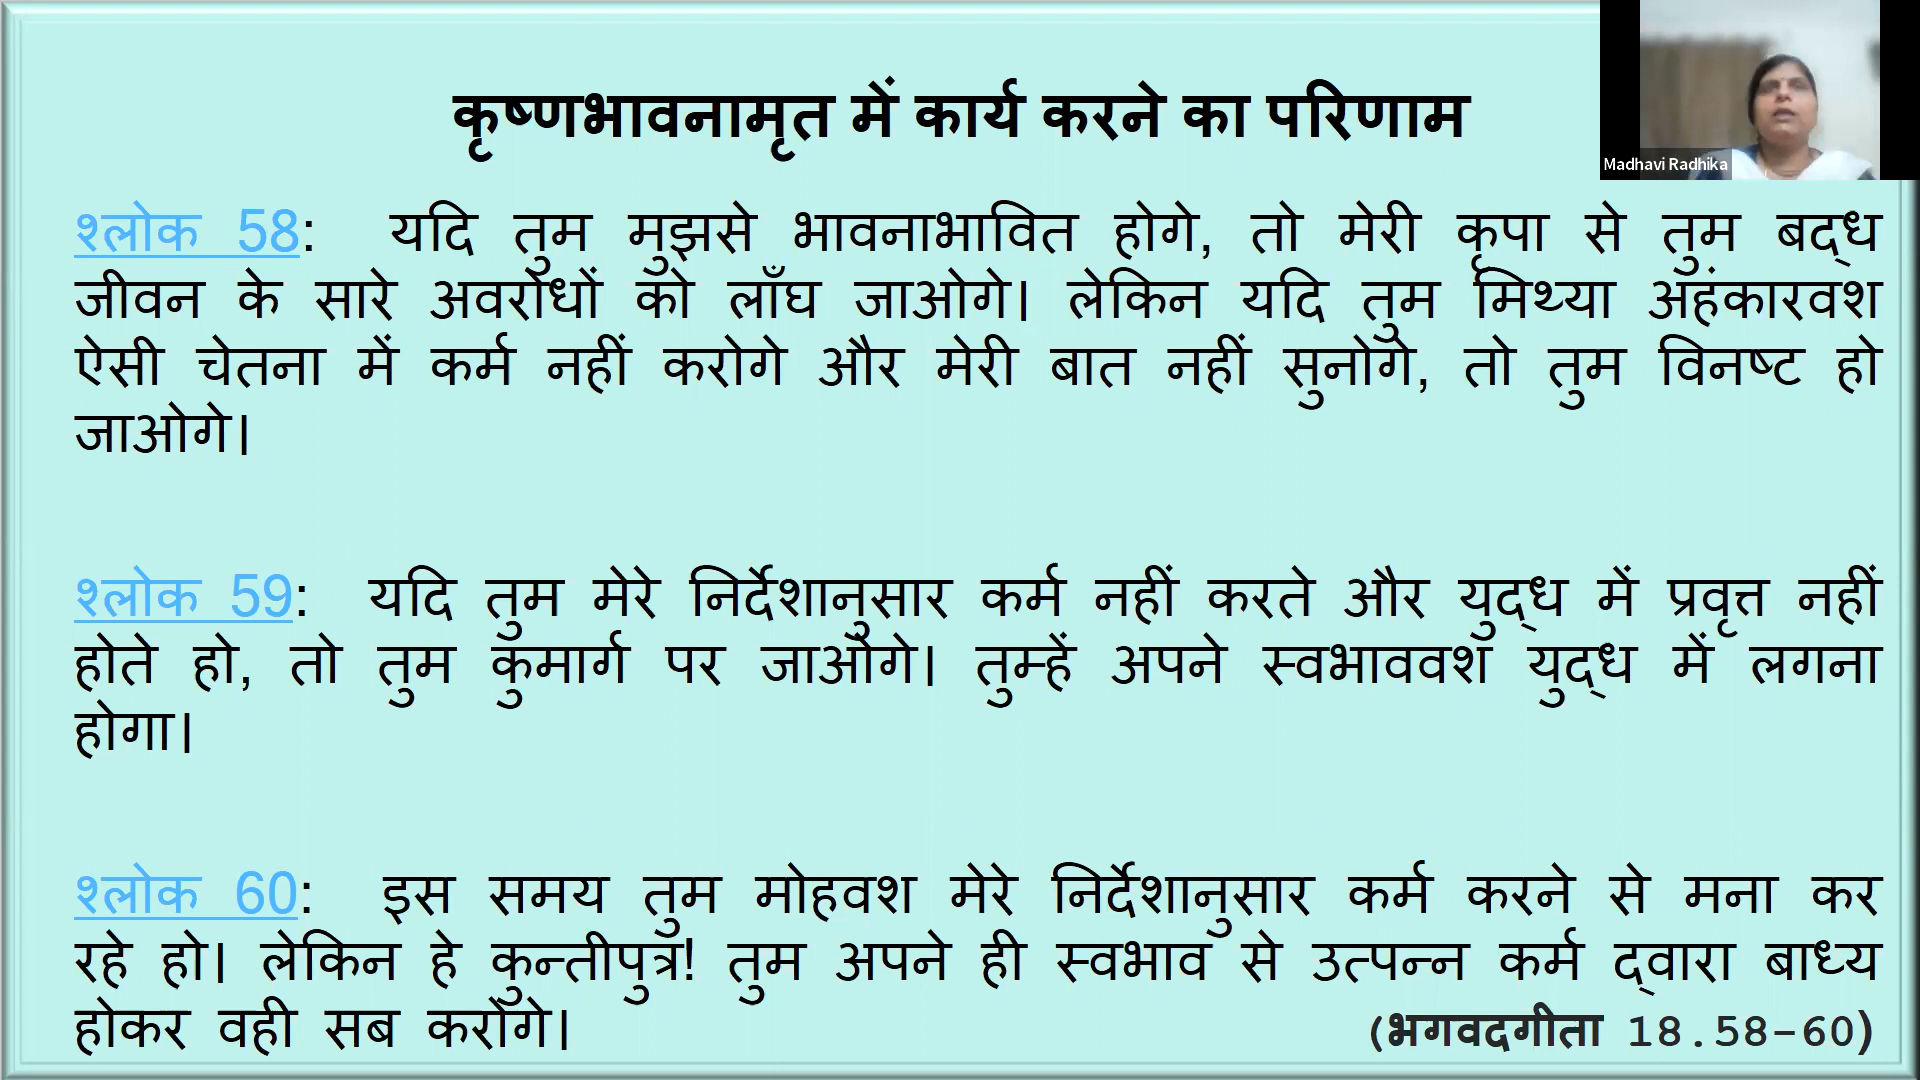 कृष्णभावनामृत में कार्य करने का परिणाम
Madhavi Radhika
श्लोक 58: यदि तुम मुझसे भावनाभावित होगे, तो मेरी कृपा से तुम बद्ध
जीवन के सारे अवरोधों को लाँघ जाओगे। लेकिन यदि तुम मिथ्या अहंकारवश
ऐसी चेतना में कर्म नहीं करोगे और मेरी बात नहीं सुनोगे, तो तुम विनष्ट हो
जाओगे।
श्लोक 59: यदि तुम मेरे निर्देशानुसार कर्म नहीं करते और युद्ध में प्रवृत्त नहीं
होते हो, तो तुम कुमार्ग पर जाओगे। तुम्हें अपने स्वभाववश युद्ध में लगना
होगा।
श्लोक 60: इस समय तुम मोहवश मेरे निर्देशानुसार कर्म करने से मना कर
रहे हो। लेकिन हे कुन्तीपुत्र! तुम अपने ही स्वभाव से उत्पन्न कर्म द्वारा बाध्य
होकर वही सब करोगे।
(भगवदगीता 18.58-60)